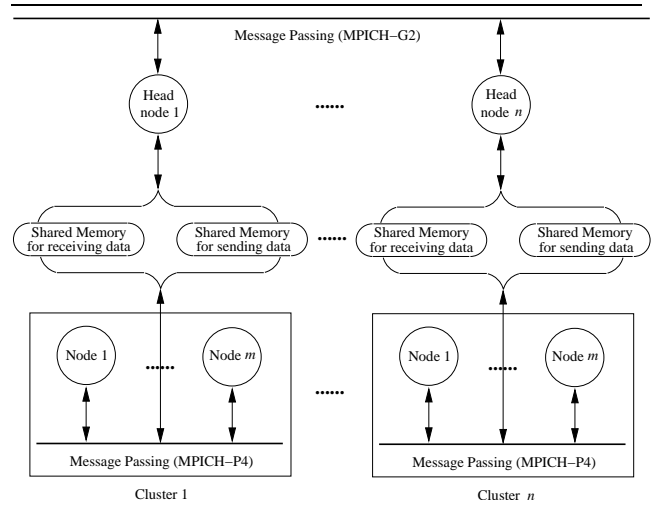 Message Passing (MPICH−G2)
Head
node 1
......
Head
node n
Shared Memory
for receiving data
Shared Memory
for sending data
......
Shared Memory
for receiving data
Shared Memory
for sending data
Node 1
......
Node m
......
Node 1
......
Node m
Message Passing (MPICH−P4)
Message Passing (MPICH−P4)
Cluster 1
Cluster n